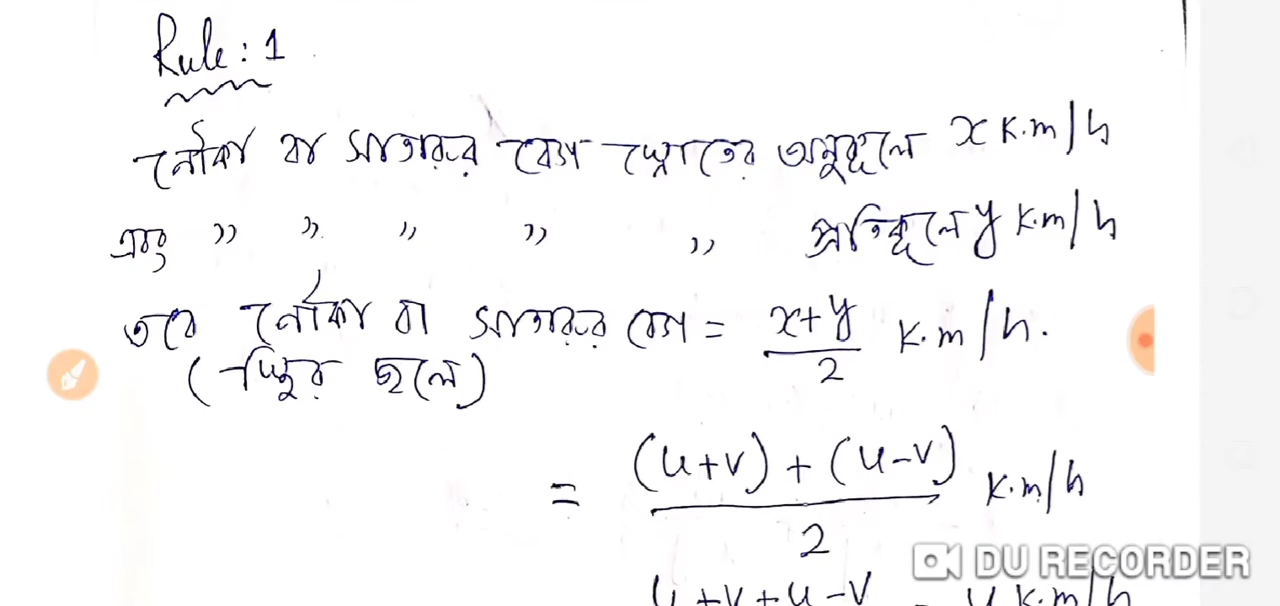 Rule : 1
নৌকা বা সাতারুর বেগ স্রোতের অনুকূলে x k.m/h
এবং " " " " " প্রতিকূলে y k.m/h
তবে নৌকা বা সাতারুর বেগ = x+y/2 k.m/h.
(স্থির জলে)
= (u+v) + (u-v)/2 k.m/h
DU RECORDER
u+v+u-v = u k.m/h